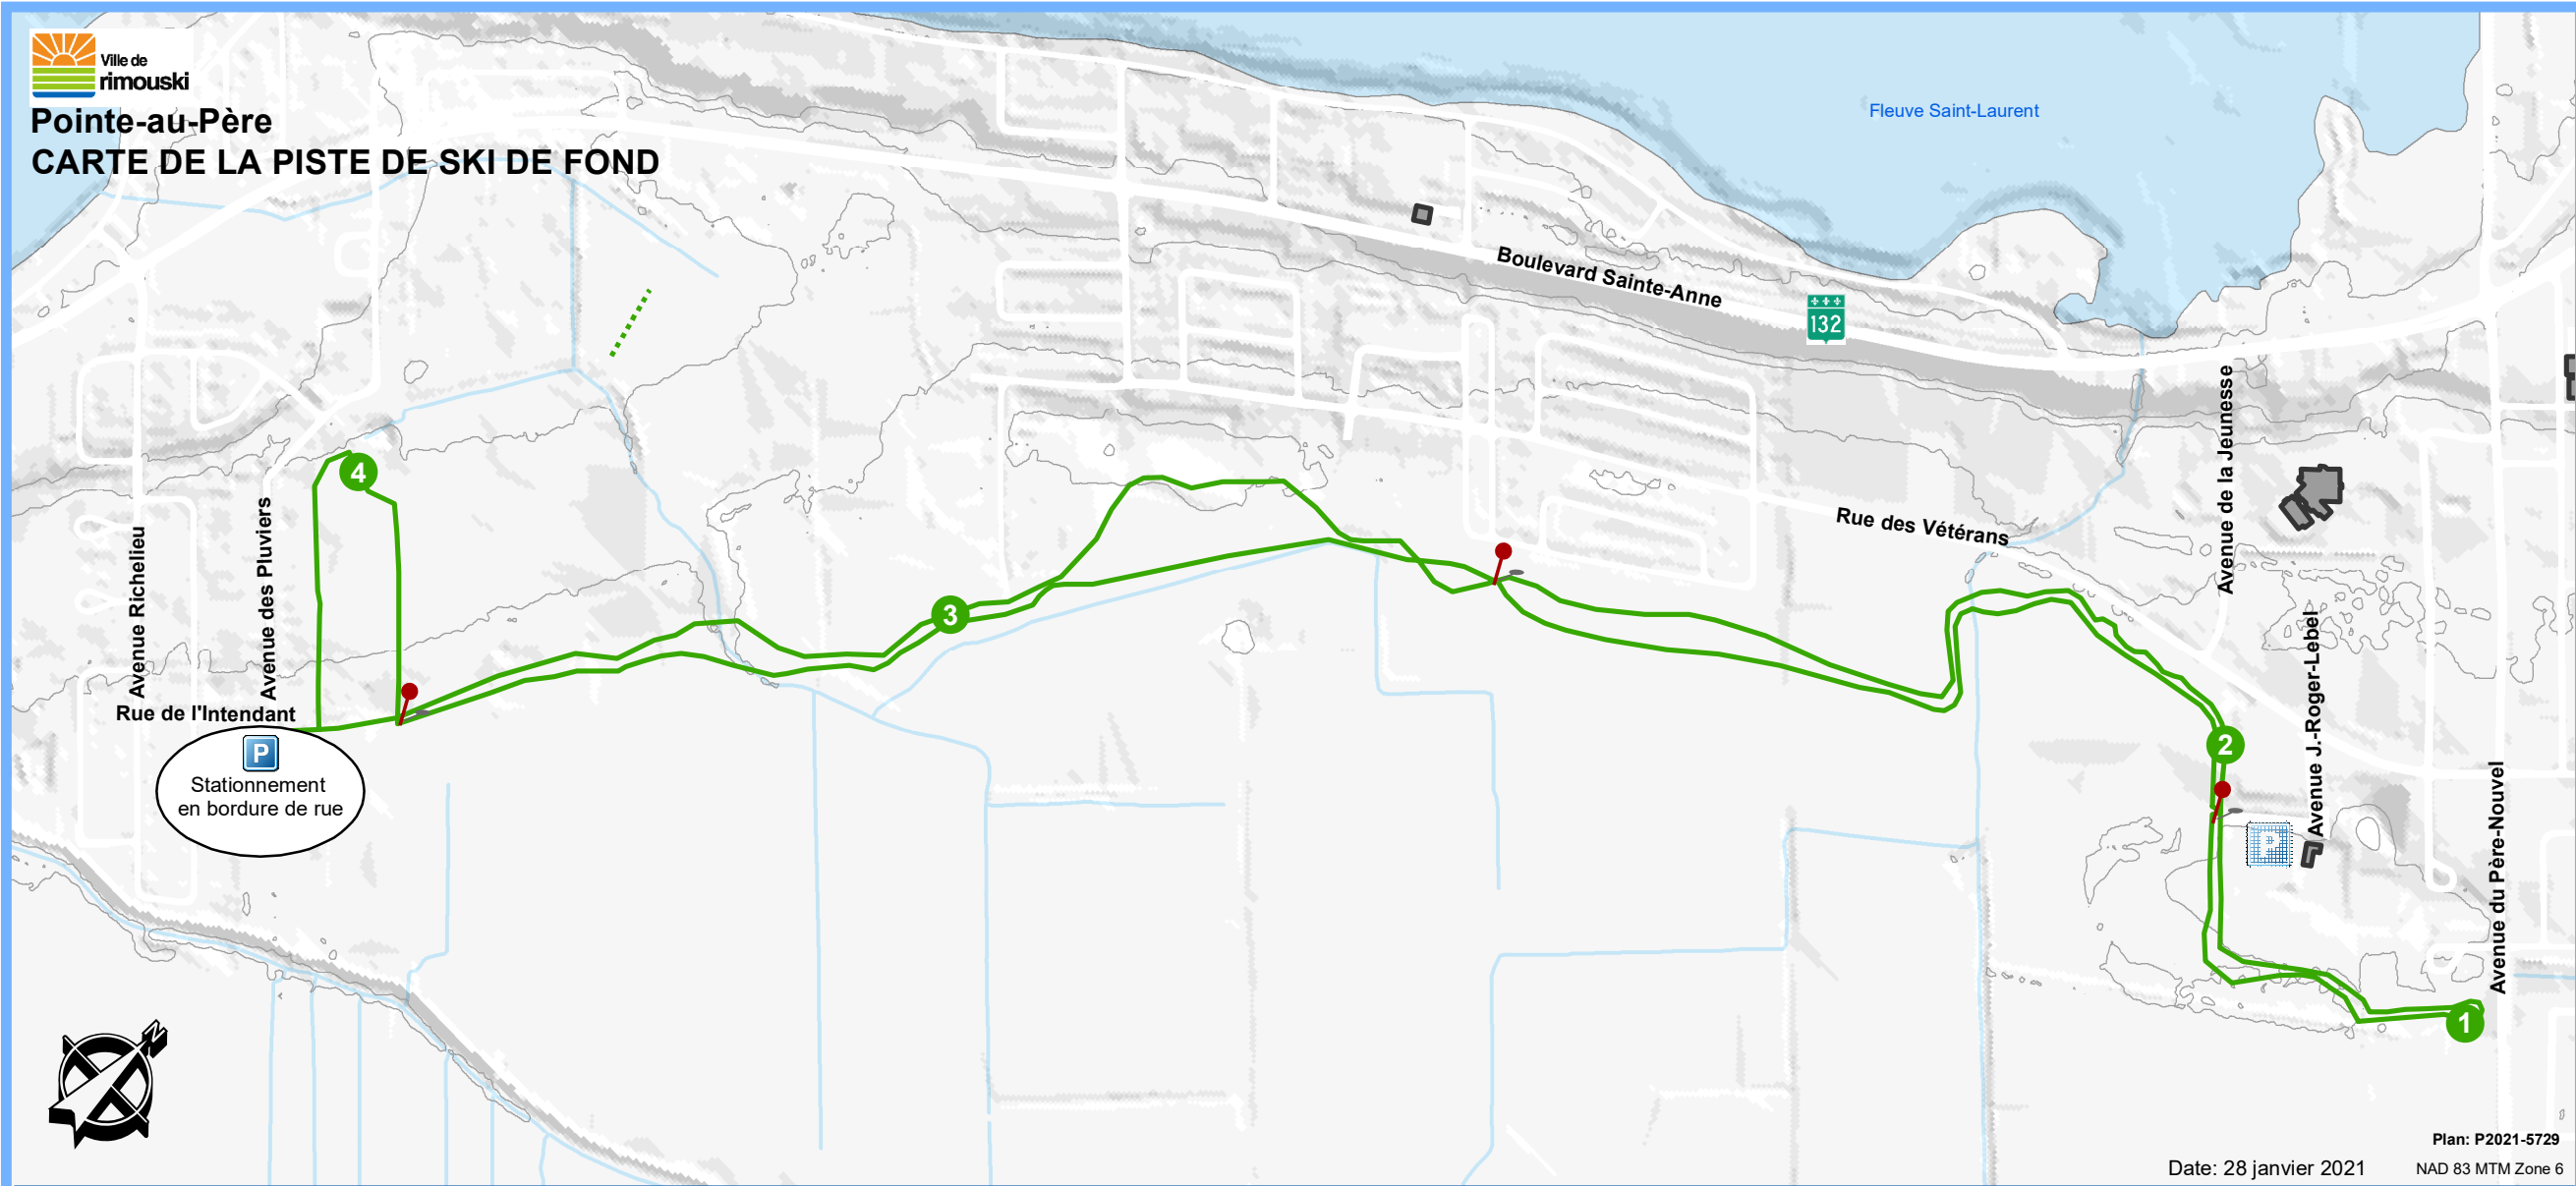 Ville de
rimouski
Pointe-au-Père
CARTE DE LA PISTE DE SKI DE FOND
Fleuve Saint-Laurent
Boulevard Sainte-Anne
132
Rue des Vétérans
Avenue de la Jeunesse
Avenue J.-Roger-Lebel
Avenue du Père-Nouvel
Avenue Richelieu
Avenue des Pluviers
Rue de l'Intendant
P
Stationnement
en bordure de rue
4
3
2
P
1
N
Plan: P2021-5729
Date: 28 janvier 2021
NAD 83 MTM Zone 6